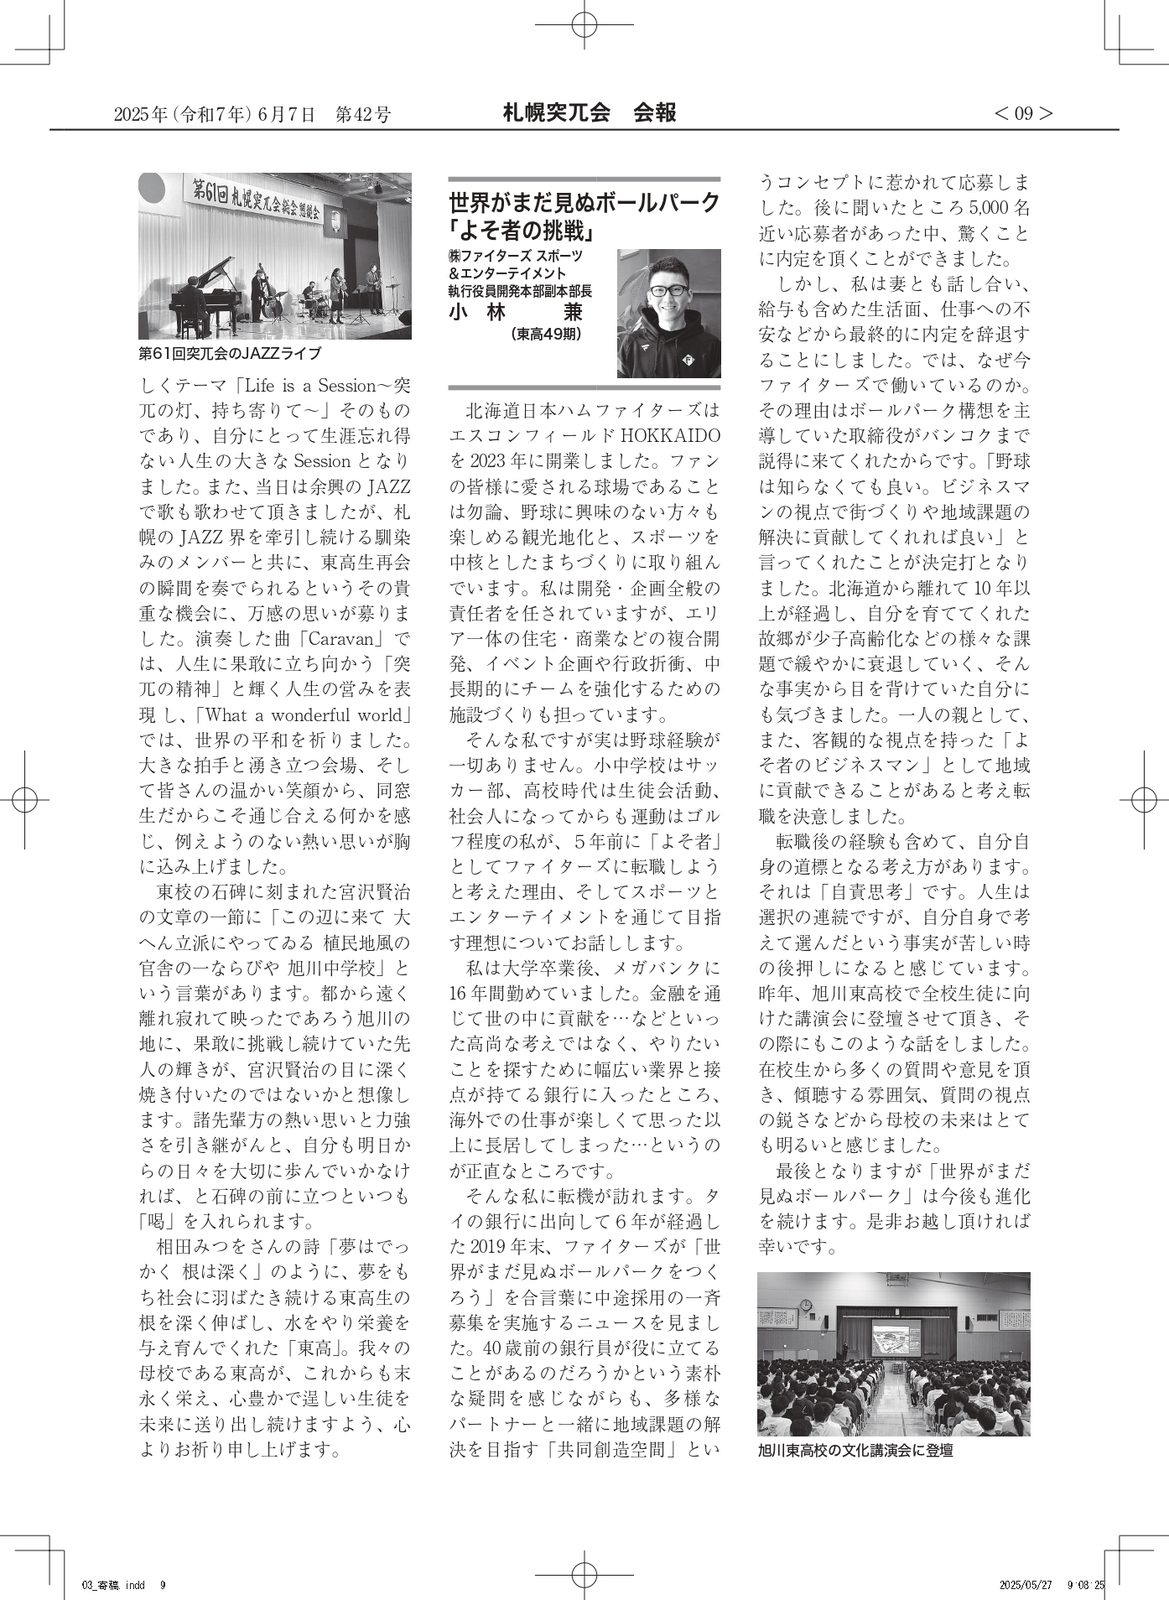 2025年(令和7年)6月7日　第42号
札幌突兀会　会報
＜09＞
第61回 札幌突兀会総会懇親会
第61回突兀会のJAZZライブ
しくテーマ「Life is a Session～突
兀の灯、持ち寄りて～」そのもの
であり、自分にとって生涯忘れ得
ない人生の大きなSessionとなり
ました。また、当日は余興のJAZZ
で歌も歌わせて頂きましたが、札
幌のJAZZ界を牽引し続ける馴染
みのメンバーと共に、東高生再会
の瞬間を奏でられるというその貴
重な機会に、万感の思いが募りま
した。演奏した曲「Caravan」で
は、人生に果敢に立ち向かう「突
兀の精神」と輝く人生の営みを表
現し、「What a wonderful world」
では、世界の平和を祈りました。
大きな拍手と湧き立つ会場、そし
て皆さんの温かい笑顔から、同窓
生だからこそ通じ合える何かを感
じ、例えようのない熱い思いが胸
に込み上げました。
　東校の石碑に刻まれた宮沢賢治
の文章の一節に「この辺に来て 大
へん立派にやってゐる 植民地風の
官舎の一ならびや 旭川中学校」と
いう言葉があります。都から遠く
離れ寂れて映ったであろう旭川の
地に、果敢に挑戦し続けていた先
人の輝きが、宮沢賢治の目に深く
焼き付いたのではないかと想像し
ます。諸先輩方の熱い思いと力強
さを引き継がんと、自分も明日か
らの日々を大切に歩んでいかなけ
れば、と石碑の前に立つといつも
「喝」を入れられます。
　相田みつをさんの詩「夢はでっ
かく 根は深く」のように、夢をも
ち社会に羽ばたき続ける東高生の
根を深く伸ばし、水をやり栄養を
与え育んでくれた「東高」。我々の
母校である東高が、これからも末
永く栄え、心豊かで逞しい生徒を
未来に送り出し続けますよう、心
よりお祈り申し上げます。
世界がまだ見ぬボールパーク
「よそ者の挑戦」
㈱ファイターズ スポーツ
＆エンターテイメント
執行役員開発本部副本部長
小　林　　　兼
（東高49期）
　北海道日本ハムファイターズは
エスコンフィールドHOKKAIDO
を2023年に開業しました。ファン
の皆様に愛される球場であること
は勿論、野球に興味のない方々も
楽しめる観光地化と、スポーツを
中核としたまちづくりに取り組ん
でいます。私は開発・企画全般の
責任者を任されていますが、エリ
ア一体の住宅・商業などの複合開
発、イベント企画や行政折衝、中
長期的にチームを強化するための
施設づくりも担っています。
　そんな私ですが実は野球経験が
一切ありません。小中学校はサッ
カー部、高校時代は生徒会活動、
社会人になってからも運動はゴル
フ程度の私が、５年前に「よそ者」
としてファイターズに転職しよう
と考えた理由、そしてスポーツと
エンターテイメントを通じて目指
す理想についてお話しします。
　私は大学卒業後、メガバンクに
16年間勤めていました。金融を通
じて世の中に貢献を…などといっ
た高尚な考えではなく、やりたい
ことを探すために幅広い業界と接
点が持てる銀行に入ったところ、
海外での仕事が楽しくて思った以
上に長居してしまった…というの
が正直なところです。
　そんな私に転機が訪れます。タ
イの銀行に出向して６年が経過し
た2019年末、ファイターズが「世
界がまだ見ぬボールパークをつく
ろう」を合言葉に中途採用の一斉
募集を実施するニュースを見まし
た。40歳前の銀行員が役に立てる
ことがあるのだろうかという素朴
な疑問を感じながらも、多様な
パートナーと一緒に地域課題の解
決を目指す「共同創造空間」とい
うコンセプトに惹かれて応募しま
した。後に聞いたところ5,000名
近い応募者があった中、驚くこと
に内定を頂くことができました。
　しかし、私は妻とも話し合い、
給与も含めた生活面、仕事への不
安などから最終的に内定を辞退す
ることにしました。では、なぜ今
ファイターズで働いているのか。
その理由はボールパーク構想を主
導していた取締役がバンコクまで
説得に来てくれたからです。「野球
は知らなくても良い。ビジネスマ
ンの視点で街づくりや地域課題の
解決に貢献してくれれば良い」と
言ってくれたことが決定打となり
ました。北海道から離れて10年以
上が経過し、自分を育ててくれた
故郷が少子高齢化などの様々な課
題で緩やかに衰退していく、そん
な事実から目を背けていた自分に
も気づきました。一人の親として、
また、客観的な視点を持った「よ
そ者のビジネスマン」として地域
に貢献できることがあると考え転
職を決意しました。
　転職後の経験も含めて、自分自
身の道標となる考え方があります。
それは「自責思考」です。人生は
選択の連続ですが、自分自身で考
えて選んだという事実が苦しい時
の後押しになると感じています。
昨年、旭川東高校で全校生徒に向
けた講演会に登壇させて頂き、そ
の際にもこのような話をしました。
在校生から多くの質問や意見を頂
き、傾聴する雰囲気、質問の視点
の鋭さなどから母校の未来はとて
も明るいと感じました。
　最後となりますが「世界がまだ
見ぬボールパーク」は今後も進化
を続けます。是非お越し頂ければ
幸いです。
旭川東高校の文化講演会に登壇
03_寄稿.indd　9
2025/05/27　9:08:25